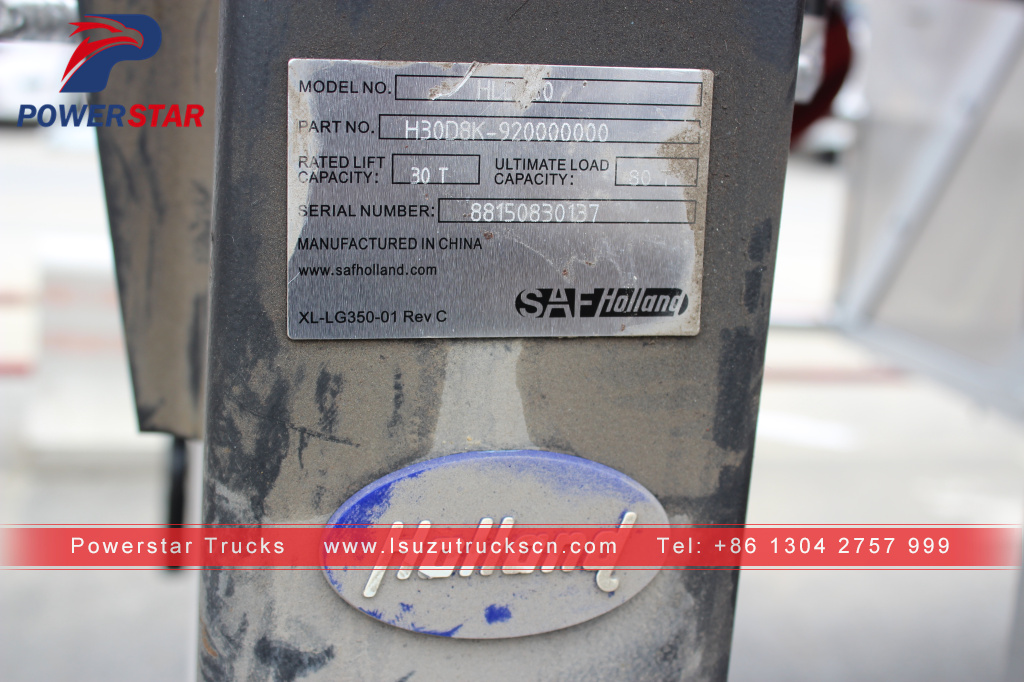 POWERSTAR
MODEL NO.
PART NO. H30D8K-920000000
RATED LIFT
CAPACITY: 30 T
ULTIMATE LOAD
CAPACITY: 80
SERIAL NUMBER: 88150830137
MANUFACTURED IN CHINA
www.safholland.com
XL-LG350-01 Rev C
SAF Holland
Holland
Powerstar Trucks www.Isuzutruckscn.com Tel: +86 1304 2757 999